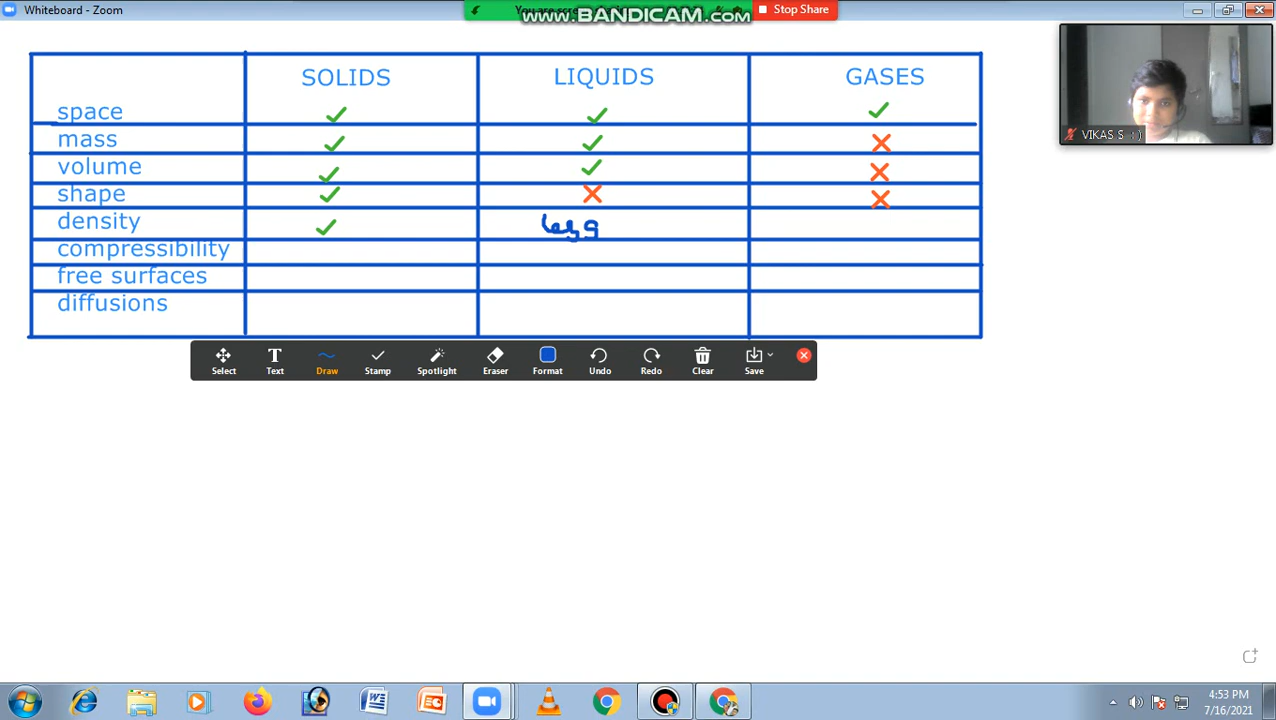 Whiteboard - Zoom
www.BANDICAM.com
Stop Share
SOLIDS LIQUIDS GASES
space
mass
volume
shape
density less
compressibility
free surfaces
diffusions
VIKAS S
Select Text Draw Stamp Spotlight Eraser Format Undo Redo Clear Save
4:53 PM
7/16/2021